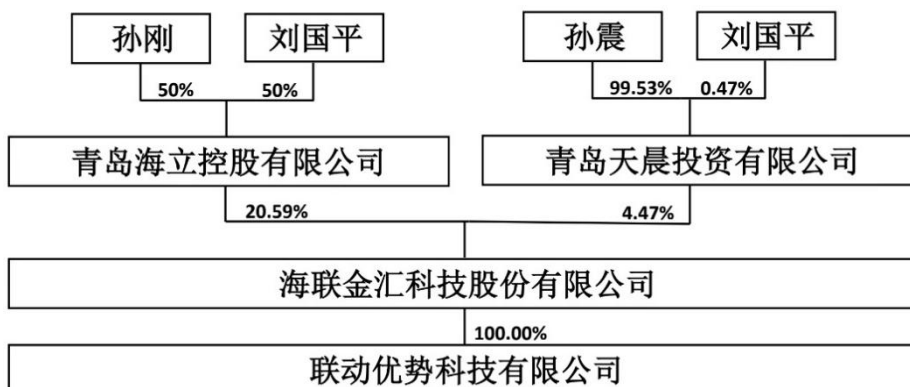 孙刚
刘国平
孙震
刘国平
50%
50%
99.53%
0.47%
青岛海立控股有限公司
青岛天晨投资有限公司
20.59%
4.47%
海联金汇科技股份有限公司
100.00%
联动优势科技有限公司